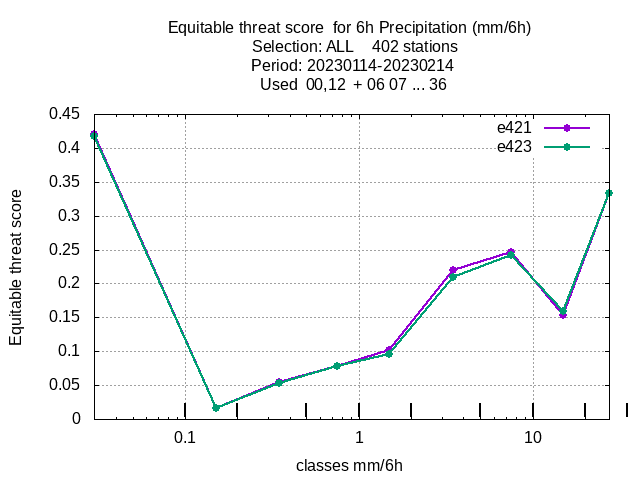 Equitable threat score  for 6h Precipitation (mm/6h)
Selection: ALL    402 stations
Period: 20230114-20230214
Used  00,12  + 06 07 ... 36
0.45
0.4
0.35
0.3
0.25
0.2
0.15
0.1
0.05
0
Equitable threat score
e421
e423
0.1
1
10
classes mm/6h